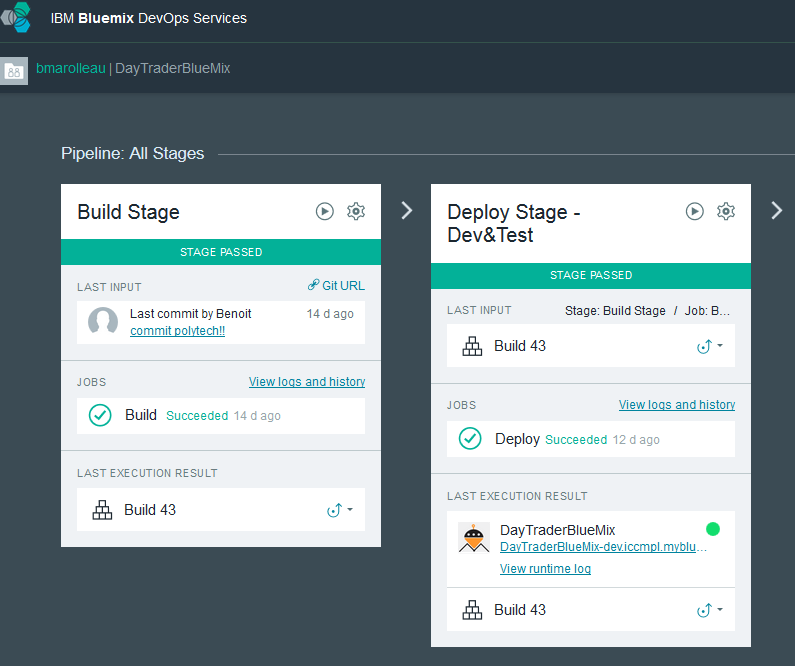 IBM Bluemix DevOps Services
bmarolleau | DayTraderBlueMix
Pipeline: All Stages
Build Stage
STAGE PASSED
LAST INPUT
Git URL
Last commit by Benoit
14 d ago
commit polytech!!
JOBS
View logs and history
Build Succeeded 14 d ago
LAST EXECUTION RESULT
Build 43
Deploy Stage -
Dev&Test
STAGE PASSED
LAST INPUT
Stage: Build Stage / Job: B...
Build 43
JOBS
View logs and history
Deploy Succeeded 12 d ago
LAST EXECUTION RESULT
DayTraderBlueMix
DayTraderBlueMix-dev.iccmpl.myblu...
View runtime log
Build 43